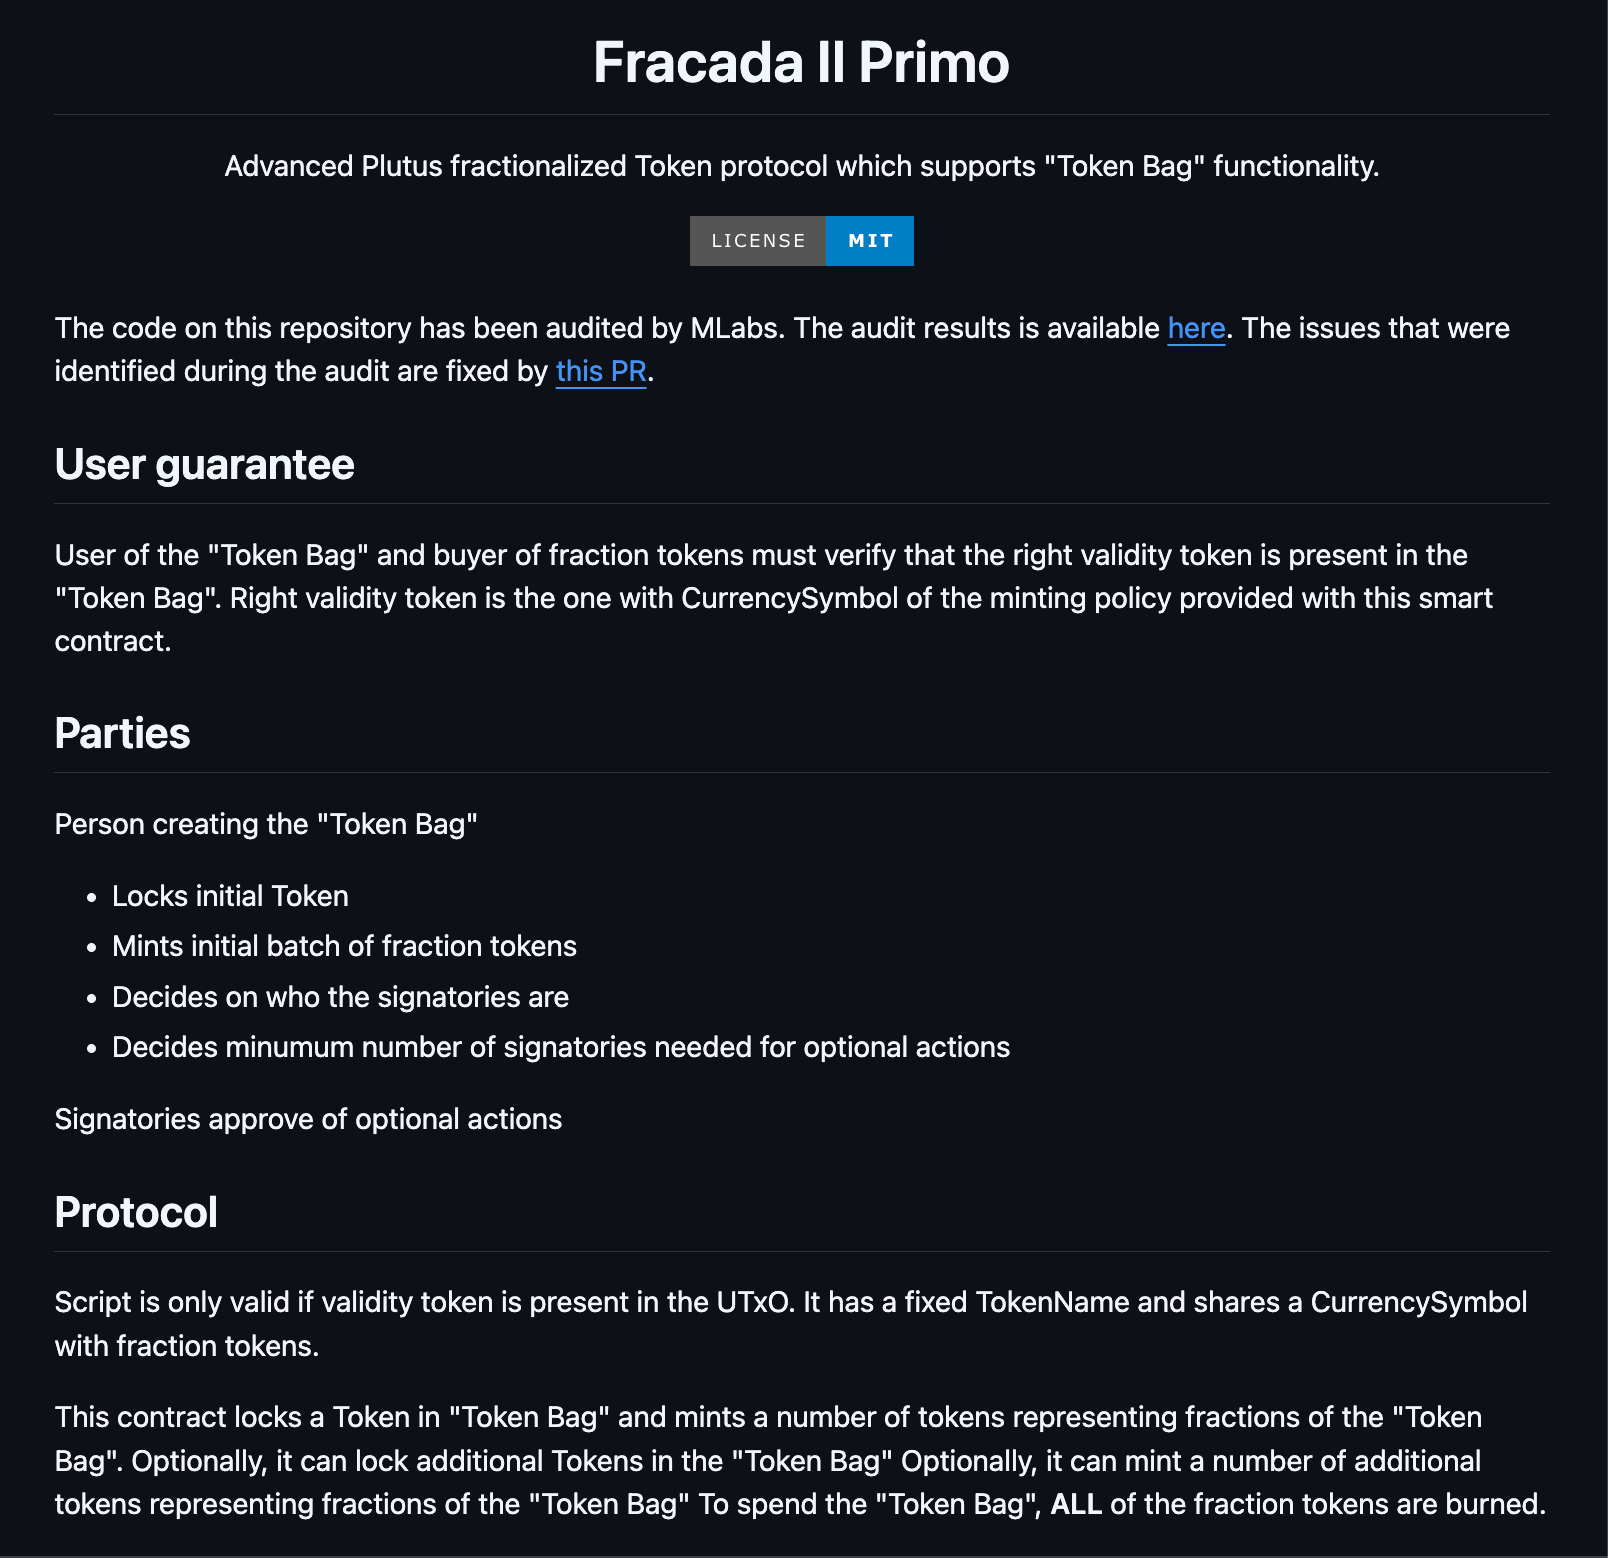 Fracada II Primo
Advanced Plutus fractionalized Token protocol which supports "Token Bag" functionality.
LICENSE MIT
The code on this repository has been audited by MLabs. The audit results is available here. The issues that were
identified during the audit are fixed by this PR.
User guarantee
User of the "Token Bag" and buyer of fraction tokens must verify that the right validity token is present in the
"Token Bag". Right validity token is the one with CurrencySymbol of the minting policy provided with this smart
contract.
Parties
Person creating the "Token Bag"
• Locks initial Token
• Mints initial batch of fraction tokens
• Decides on who the signatories are
• Decides minumum number of signatories needed for optional actions
Signatories approve of optional actions
Protocol
Script is only valid if validity token is present in the UTxO. It has a fixed TokenName and shares a CurrencySymbol
with fraction tokens.
This contract locks a Token in "Token Bag" and mints a number of tokens representing fractions of the "Token
Bag". Optionally, it can lock additional Tokens in the "Token Bag" Optionally, it can mint a number of additional
tokens representing fractions of the "Token Bag" To spend the "Token Bag", ALL of the fraction tokens are burned.